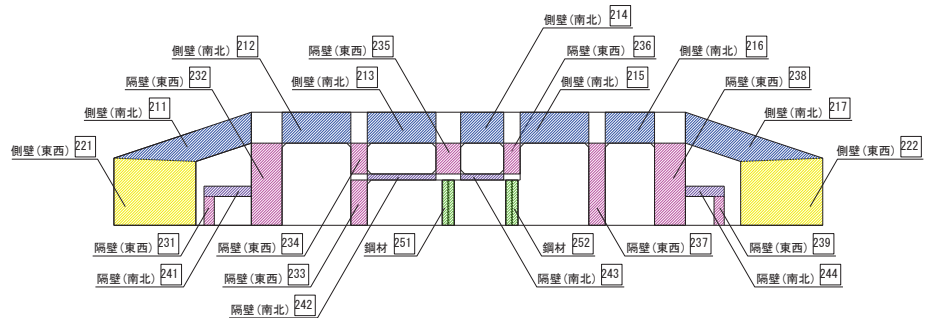 側壁(南北) 214
側壁(南北) 212
隔壁(東西) 235
隔壁(東西) 236
側壁(南北) 216
隔壁(東西) 232
側壁(南北) 213
側壁(南北) 215
隔壁(東西) 238
側壁(南北) 211
側壁(南北) 217
側壁(東西) 221
側壁(東西) 222
隔壁(東西) 231
隔壁(東西) 234
鋼材 251
鋼材 252
隔壁(東西) 237
隔壁(東西) 239
隔壁(南北) 241
隔壁(東西) 233
隔壁(南北) 243
隔壁(南北) 244
隔壁(南北) 242